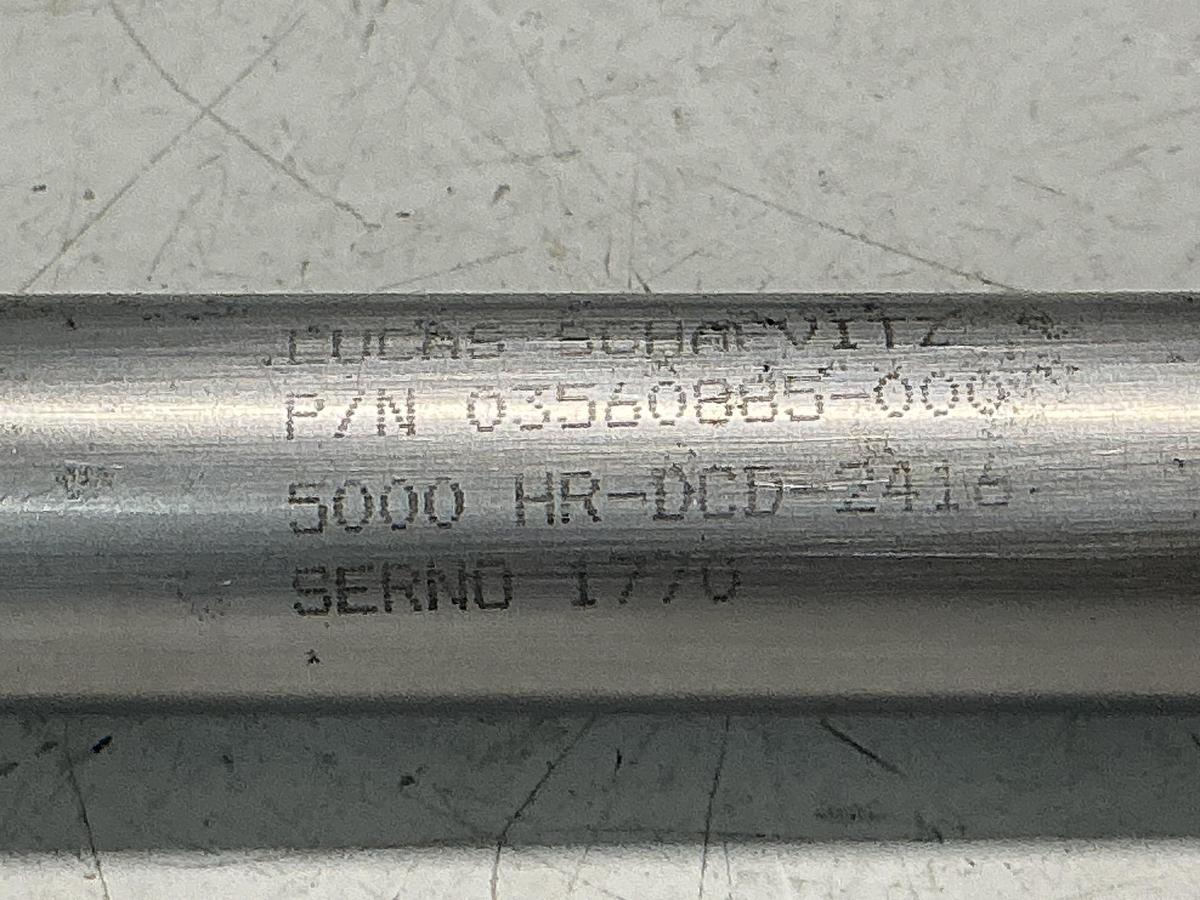 LUCAS SCHAEVITZ
P/N 03560885-000
5000 HR-DCD 2416
SERNO 1770